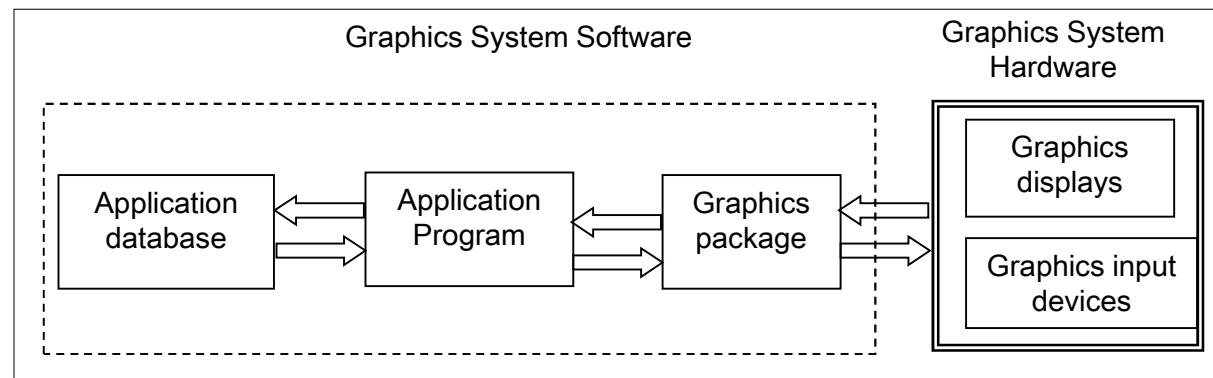 Graphics System Software
Graphics System
Hardware
Application
database
Application
Program
Graphics
package
Graphics
displays
Graphics input
devices